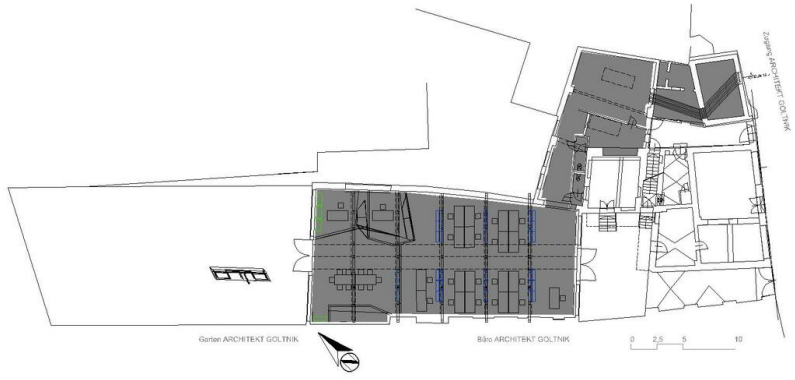 Zugang ARCHITEKT GOLTNIK
Garten ARCHITEKT GOLTNIK
Büro ARCHITEKT GOLTNIK
0 2,5 5 10